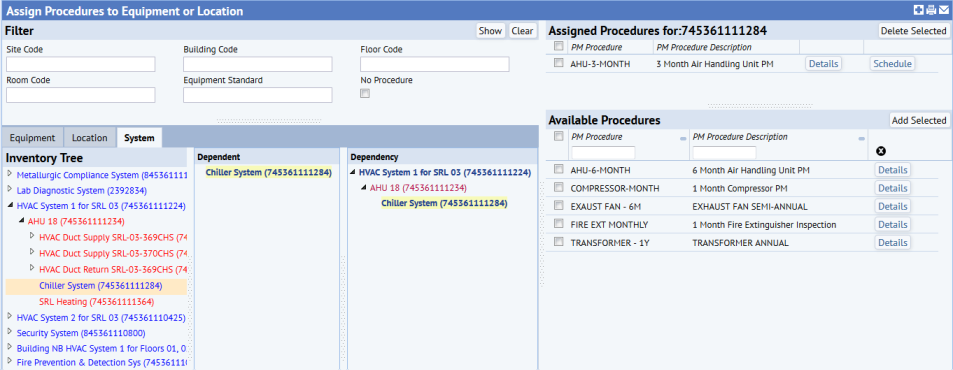 Assign Procedures to Equipment or Location
Filter
Show Clear
Site Code Building Code Floor Code
Room Code Equipment Standard No Procedure
Equipment Location System
Inventory Tree
Metallurgic Compliance System (845361111
Lab Diagnostic System (2392834)
HVAC System 1 for SRL 03 (745361111224)
AHU 18 (745361111234)
HVAC Duct Supply SRL-03-369CHS (74
HVAC Duct Supply SRL-03-370CHS (74
HVAC Duct Return SRL-03-369CHS (74
Chiller System (745361111284)
SRL Heating (745361111364)
HVAC System 2 for SRL 03 (745361110425)
Security System (845361110800)
Building NB HVAC System 1 for Floors 01, 0
Fire Prevention & Detection Sys (74536111
Dependent
Chiller System (745361111284)
Dependency
HVAC System 1 for SRL 03 (745361111224)
AHU 18 (745361111234)
Chiller System (745361111284)
Assigned Procedures for:745361111284
Delete Selected
PM Procedure PM Procedure Description
AHU-3-MONTH 3 Month Air Handling Unit PM Details Schedule
Available Procedures
Add Selected
PM Procedure PM Procedure Description
AHU-6-MONTH 6 Month Air Handling Unit PM Details
COMPRESSOR-MONTH 1 Month Compressor PM Details
EXAUST FAN - 6M EXHAUST FAN SEMI-ANNUAL Details
FIRE EXT MONTHLY 1 Month Fire Extinguisher Inspection Details
TRANSFORMER - 1Y TRANSFORMER ANNUAL Details